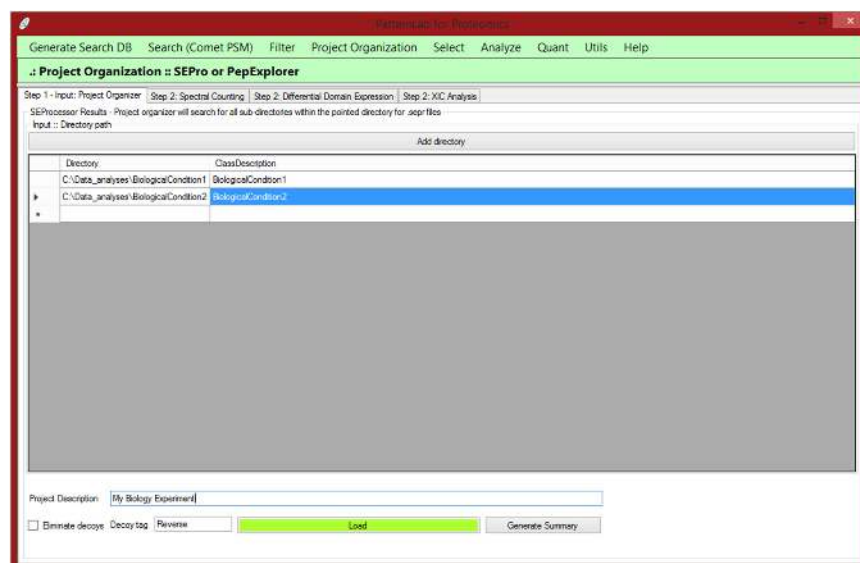 PatternLab for Proteomics
Generate Search DB Search (Comet PSM) Filter Project Organization Select Analyze Quant Utils Help
.: Project Organization :: SEPro or PepExplorer
Step 1 - Input: Project Organizer Step 2: Spectral Counting Step 2: Differential Domain Expression Step 2: XIC Analysis
SEProcessor Results - Project organizer will search for all sub-directories within the pointed directory for .sepr files
Input :: Directory path
Add directory
Directory ClassDescription
C:\Data_analyses\BiologicalCondition1 BiologicalCondition1
C:\Data_analyses\BiologicalCondition2 BiologicalCondition2
Project Description My Biology Experiment
Eliminate decoys Decoy tag Reverse Load Generate Summary